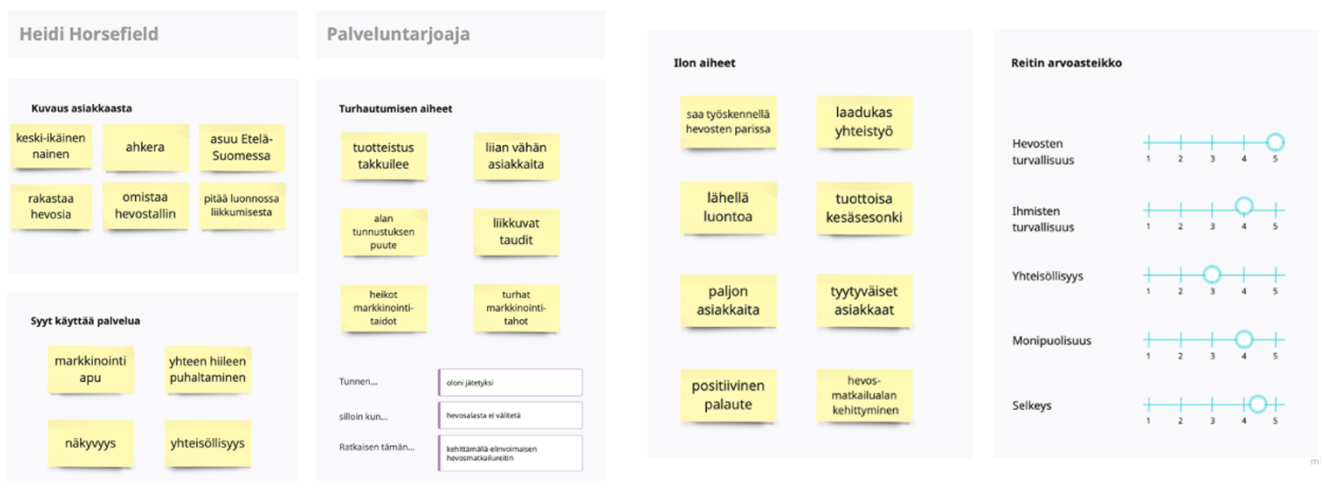 Heidi Horsefield
Kuvaus asiakkaasta
keski-ikäinen
nainen
ahkera
asuu Etelä-
Suomessa
rakastaa
hevosia
omistaa
hevostallin
pitää luonnossa
liikkumisesta
Syyt käyttää palvelua
markkinointi
apu
yhteen hiileen
puhaltaminen
näkyvyys
yhteisöllisyys
Palveluntarjoaja
Turhautumisen aiheet
tuotteistus
takkuilee
liian vähän
asiakkaita
alan
tunnustuksen
puute
liikkuvat
taudit
heikot
markkinointi-
taidot
turhat
markkinointi-
tahot
Tunnen...
oloni jätetyksi
silloin kun...
hevosalasta ei välitetä
Ratkaisen tämän...
kehittämällä elinvoimaisen
hevosmatkailureitin
Ilon aiheet
saa työskennellä
hevosten parissa
laadukas
yhteistyö
lähellä
luontoa
tuottoisa
kesäsesonki
paljon
asiakkaita
tyytyväiset
asiakkaat
positiivinen
palaute
hevos-
matkailualan
kehittyminen
Reitin arvoasteikko
Hevosten
turvallisuus
1 2 3 4 5
Ihmisten
turvallisuus
1 2 3 4 5
Yhteisöllisyys
1 2 3 4 5
Monipuolisuus
1 2 3 4 5
Selkeys
1 2 3 4 5